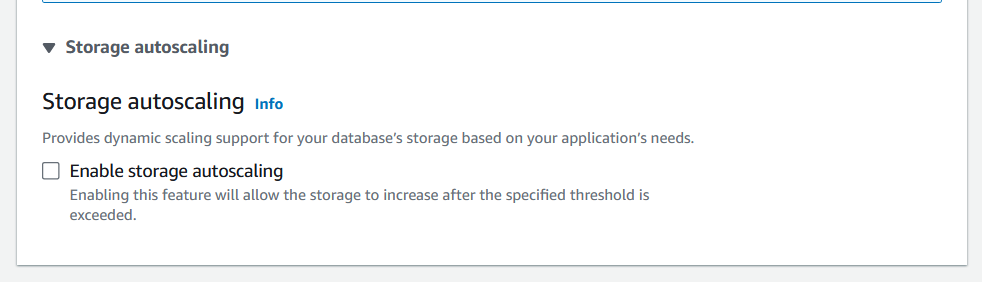 Storage autoscaling
Storage autoscaling Info
Provides dynamic scaling support for your database’s storage based on your application’s needs.
Enable storage autoscaling
Enabling this feature will allow the storage to increase after the specified threshold is
exceeded.